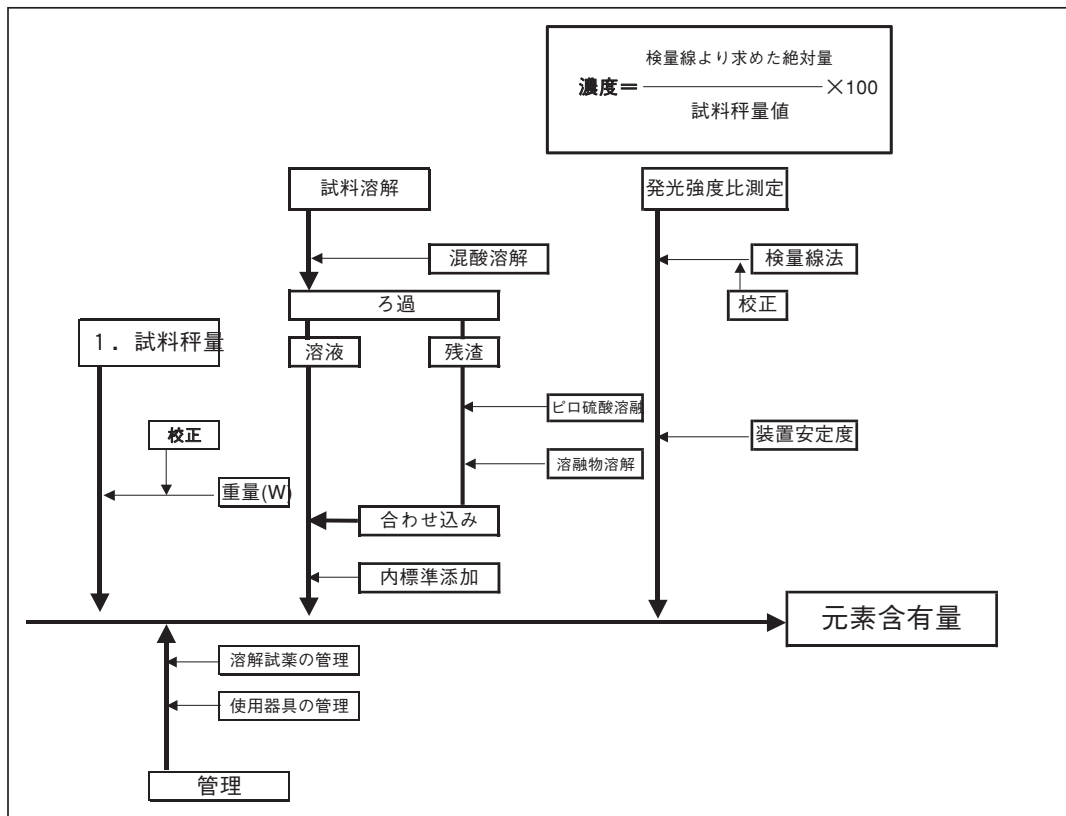 検量線より求めた絶対量
濃度＝ ×100
試料秤量値
試料溶解
発光強度比測定
混酸溶解
検量線法
ろ過
校正
1．試料秤量
溶液
残渣
ピロ硫酸溶融
校正
装置安定度
溶融物溶解
重量(W)
合わせ込み
内標準添加
元素含有量
溶解試薬の管理
使用器具の管理
管理